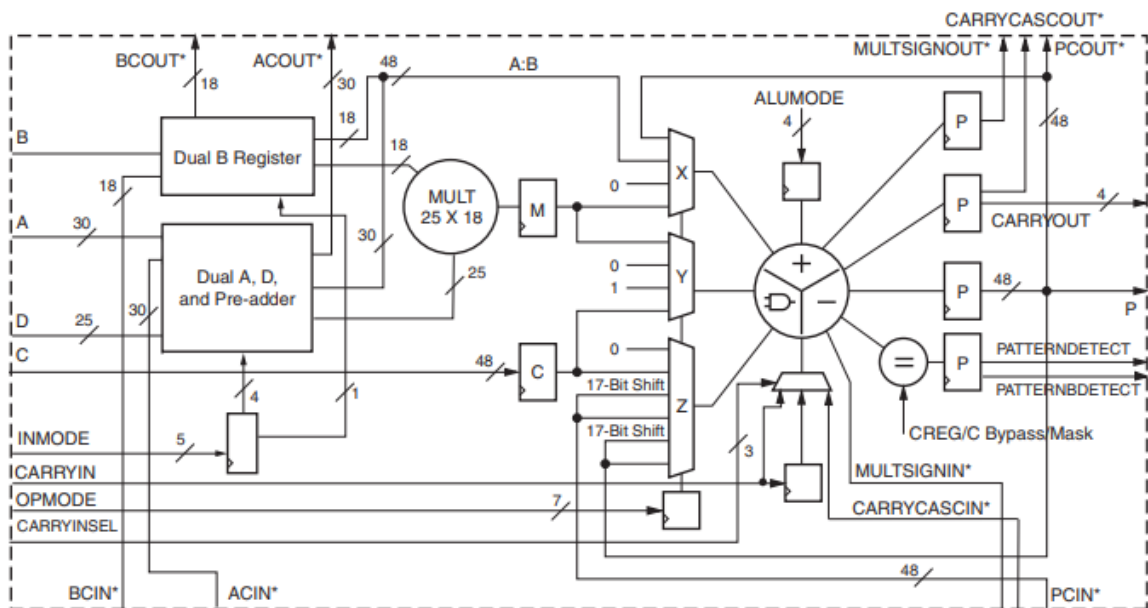 CARRYCASCOUT*
BCOUT* ACOUT* MULTSIGNOUT* PCOUT*
48 A:B
18 30
ALUMODE
4
18
48
P
B
Dual B Register
18
X
0
18
MULT
25 X 18
M
P
4
CARRYOUT
A
30
30
Y
0
1
Dual A, D,
and Pre-adder
25
+
–
P
48
P
D
25
30
C
48
C
0
17-Bit Shift
Z
17-Bit Shift
=
P
PATTERNDETECT
PATTERNBDETECT
4
1
INMODE
5
3
CREG/C Bypass/Mask
CARRYIN
MULTSIGNIN*
OPMODE
7
CARRYCASCIN*
CARRYINSEL
48
BCIN* ACIN* PCIN*